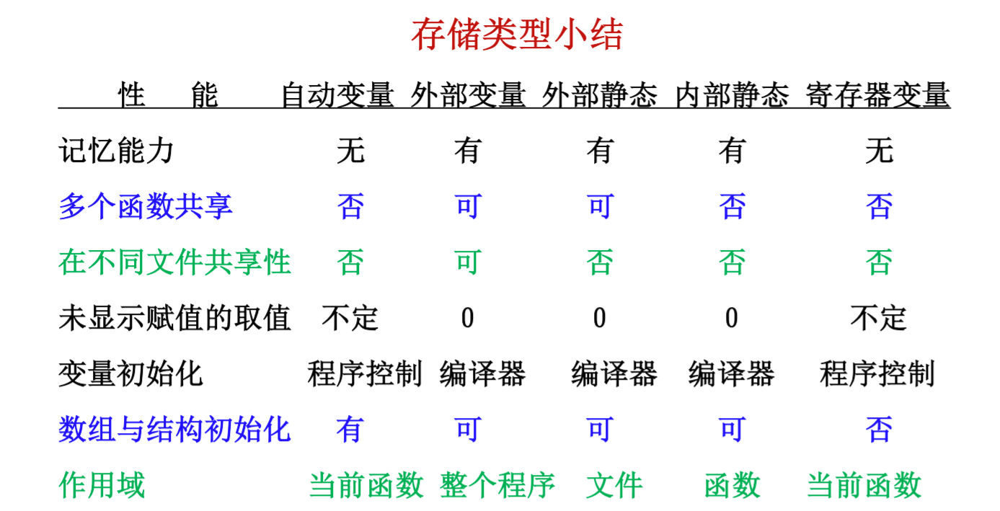 存储类型小结
性 能 自动变量 外部变量 外部静态 内部静态 寄存器变量
记忆能力 无 有 有 有 无
多个函数共享 否 可 可 否 否
在不同文件共享性 否 可 否 否 否
未显示赋值的取值 不定 0 0 0 不定
变量初始化 程序控制 编译器 编译器 编译器 程序控制
数组与结构初始化 有 可 可 可 否
作用域 当前函数 整个程序 文件 函数 当前函数